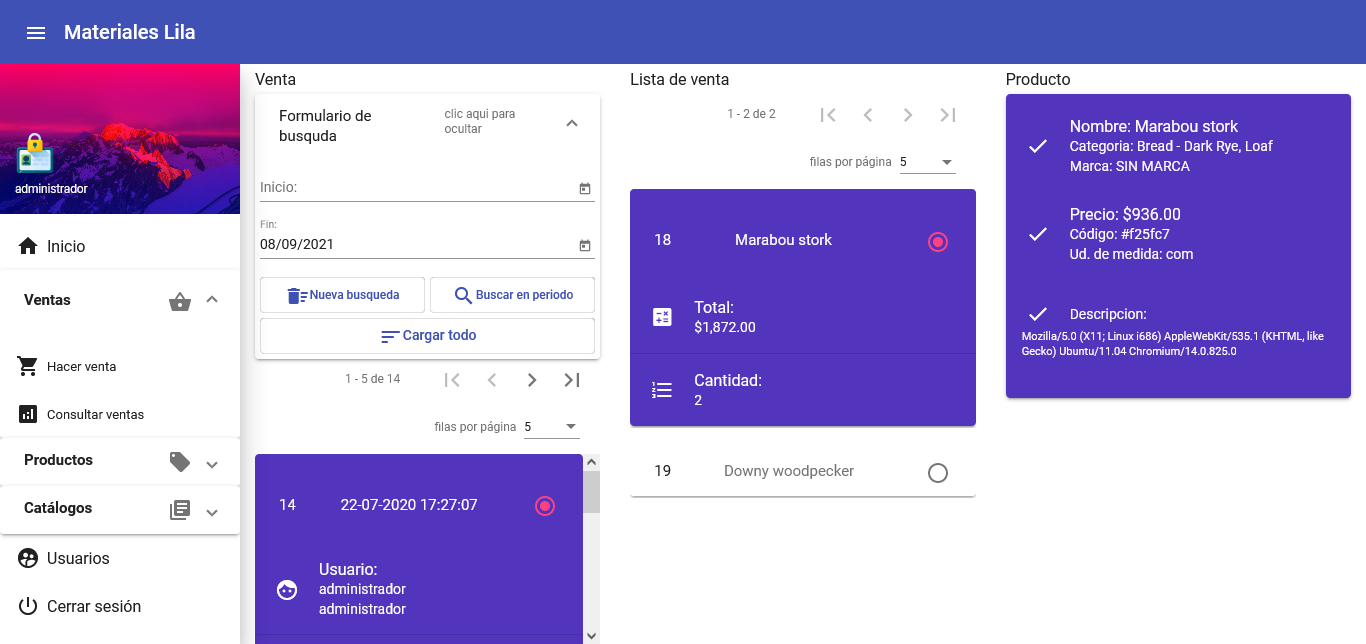 Materiales Lila
administrador
Inicio
Ventas
Hacer venta
Consultar ventas
Productos
Catálogos
Usuarios
Cerrar sesión
Venta
Formulario de
busquda
clic aqui para
ocultar
Inicio:
Fin:
08/09/2021
Nueva busqueda
Buscar en periodo
Cargar todo
1 - 5 de 14
filas por página 5
14 22-07-2020 17:27:07
Usuario:
administrador
administrador
Lista de venta
1 - 2 de 2
filas por página 5
18 Marabou stork
Total:
$1,872.00
Cantidad:
2
19 Downy woodpecker
Producto
Nombre: Marabou stork
Categoria: Bread - Dark Rye, Loaf
Marca: SIN MARCA
Precio: $936.00
Código: #f25fc7
Ud. de medida: com
Descripcion:
Mozilla/5.0 (X11; Linux i686) AppleWebKit/535.1 (KHTML, like
Gecko) Ubuntu/11.04 Chromium/14.0.825.0